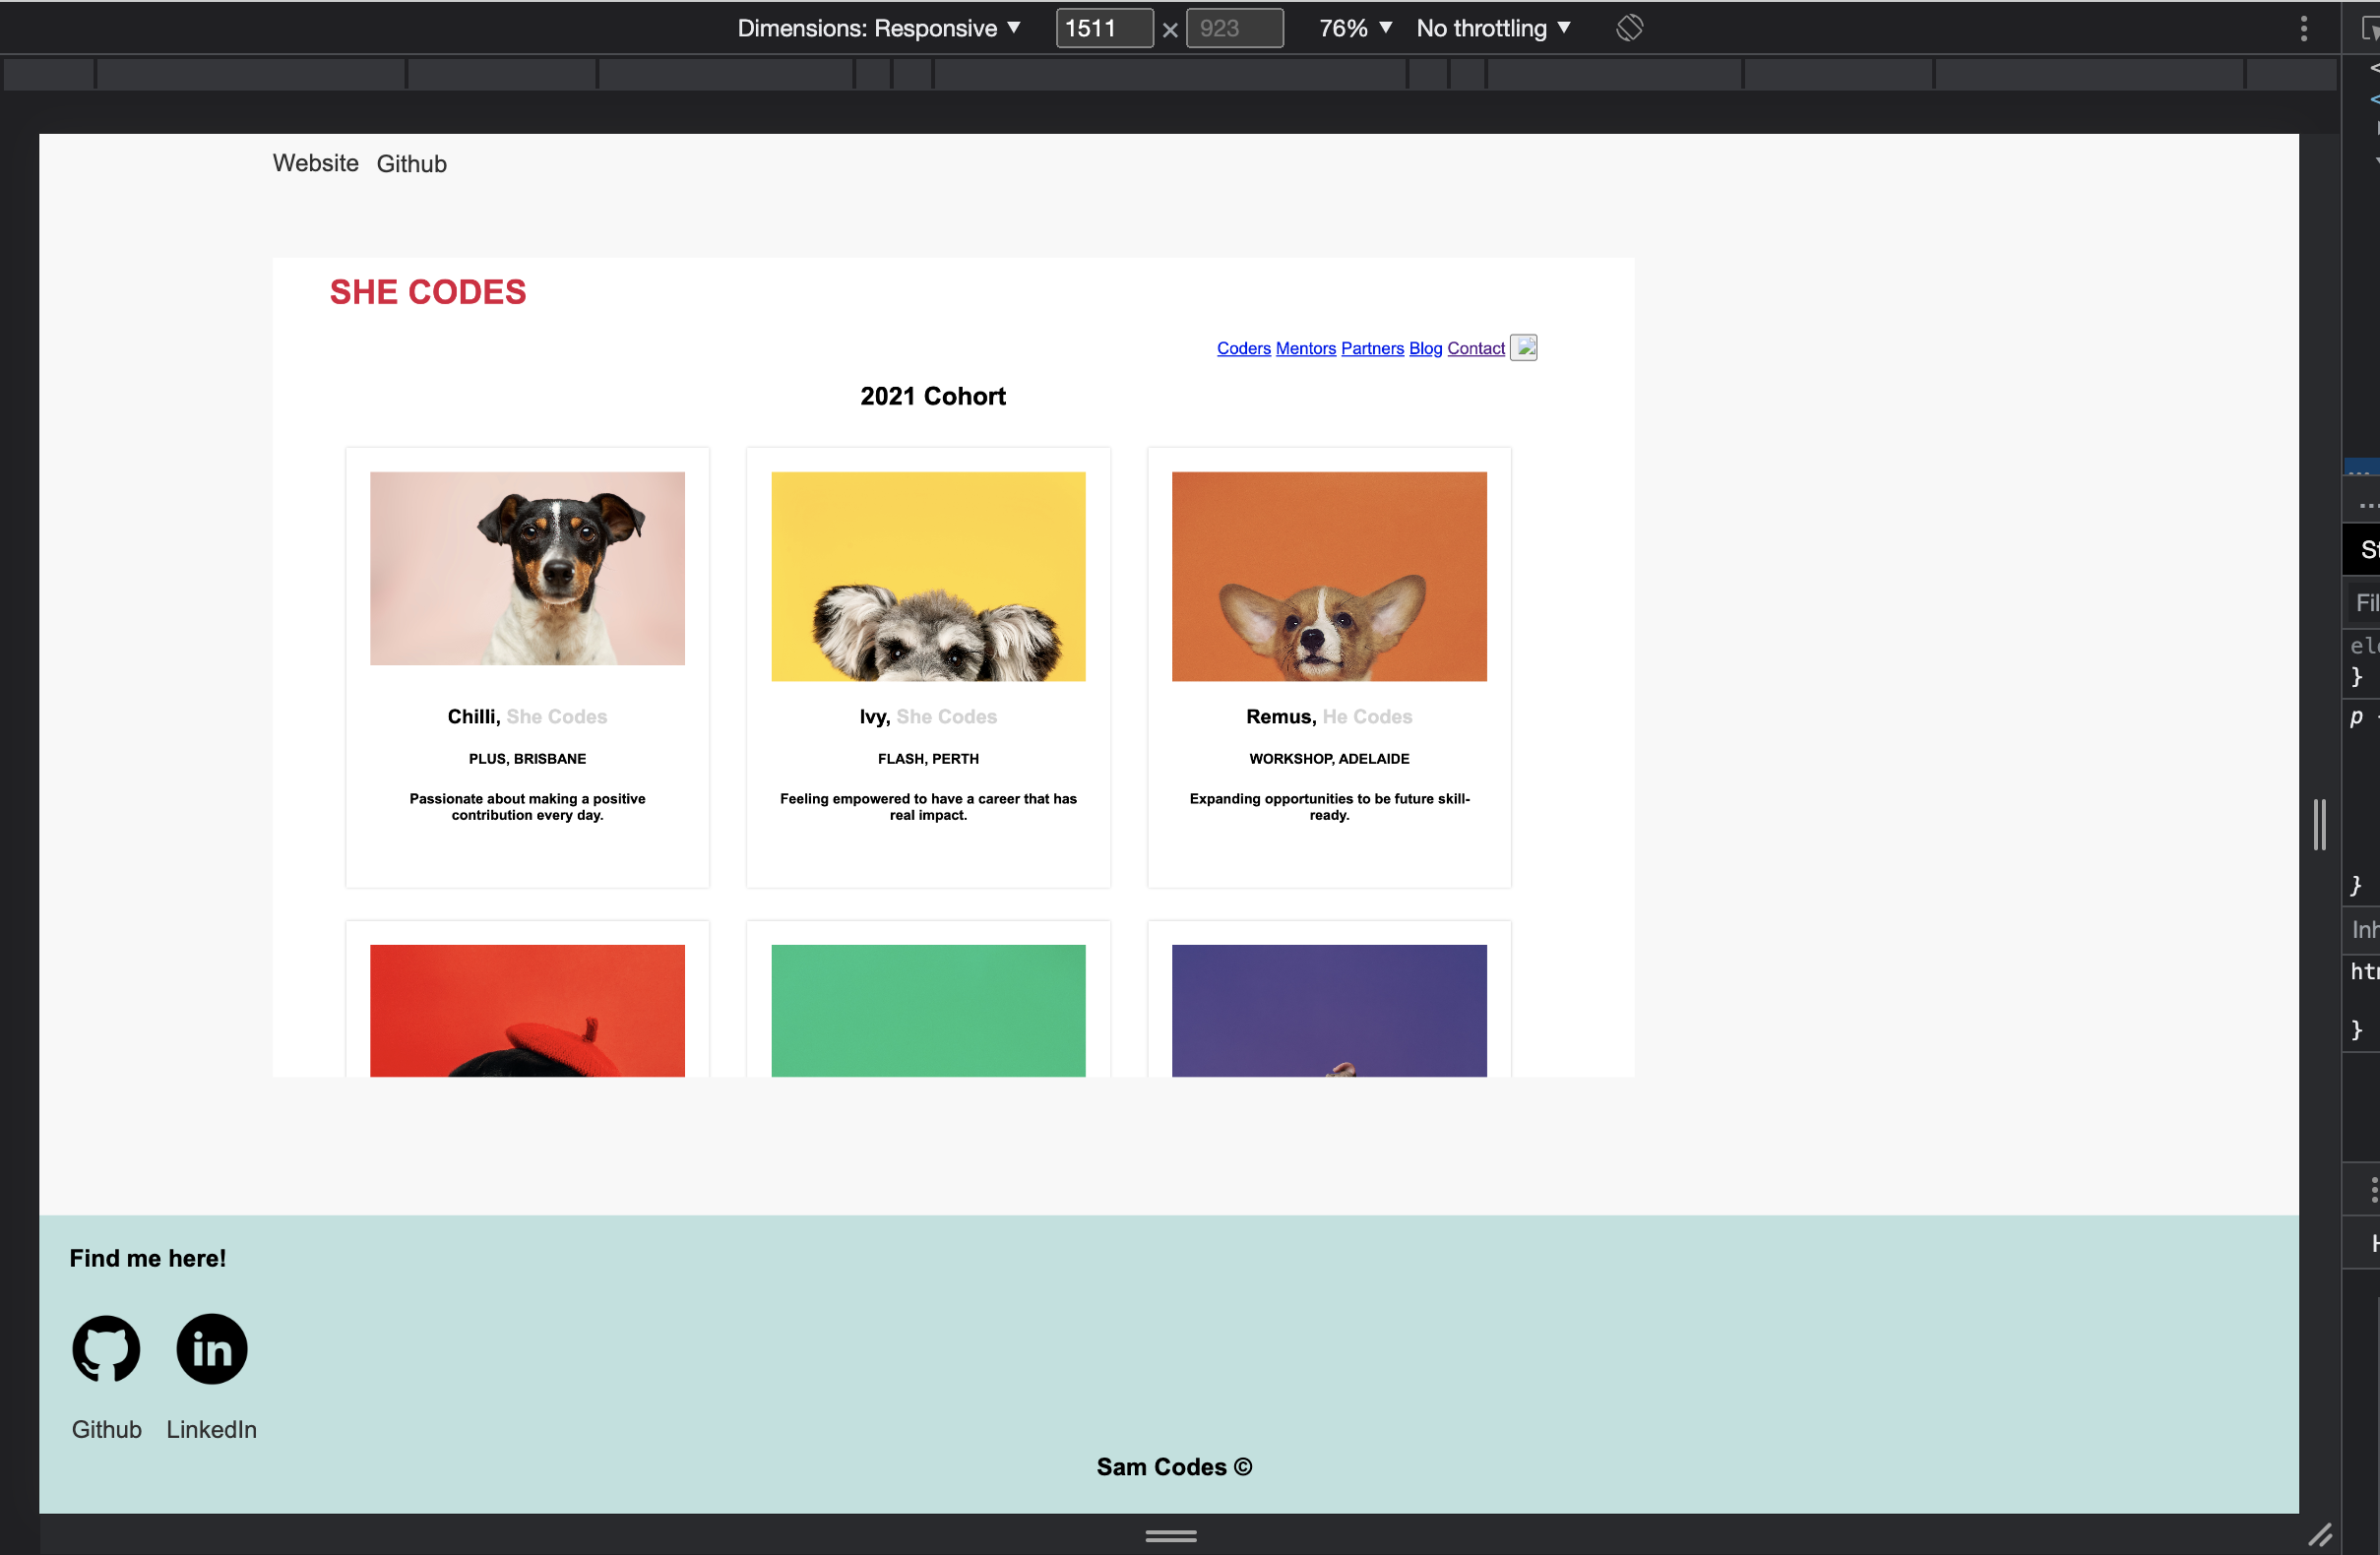 Dimensions: Responsive ▼ 1511 × 923 76% ▼ No throttling ▼
Website Github
SHE CODES
Coders Mentors Partners Blog Contact
2021 Cohort
Chilli, She Codes
PLUS, BRISBANE
Passionate about making a positive
contribution every day.
Ivy, She Codes
FLASH, PERTH
Feeling empowered to have a career that has
real impact.
Remus, He Codes
WORKSHOP, ADELAIDE
Expanding opportunities to be future skill-
ready.
Find me here!
in
Github LinkedIn
Sam Codes ©
}
p
}
}